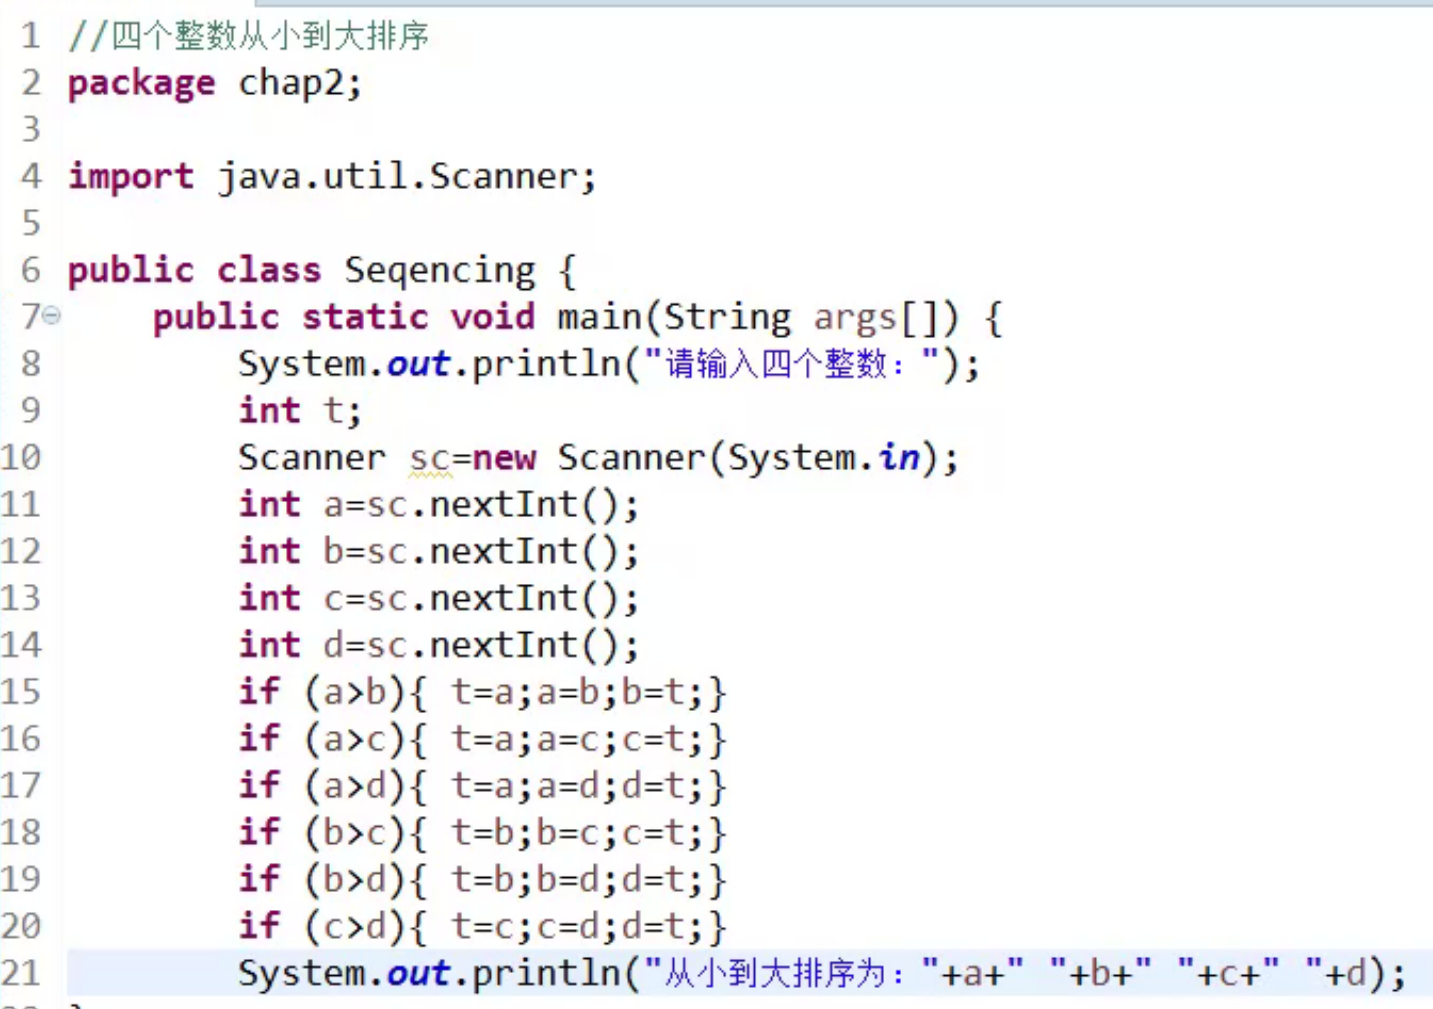 1 //四个整数从小到大排序
2 package chap2;
3
4 import java.util.Scanner;
5
6 public class Seqencing {
7 public static void main(String args[]) {
8 System.out.println("请输入四个整数：");
9 int t;
10 Scanner sc=new Scanner(System.in);
11 int a=sc.nextInt();
12 int b=sc.nextInt();
13 int c=sc.nextInt();
14 int d=sc.nextInt();
15 if (a>b){ t=a;a=b;b=t;}
16 if (a>c){ t=a;a=c;c=t;}
17 if (a>d){ t=a;a=d;d=t;}
18 if (b>c){ t=b;b=c;c=t;}
19 if (b>d){ t=b;b=d;d=t;}
20 if (c>d){ t=c;c=d;d=t;}
21 System.out.println("从小到大排序为："+a+" "+b+" "+c+" "+d);